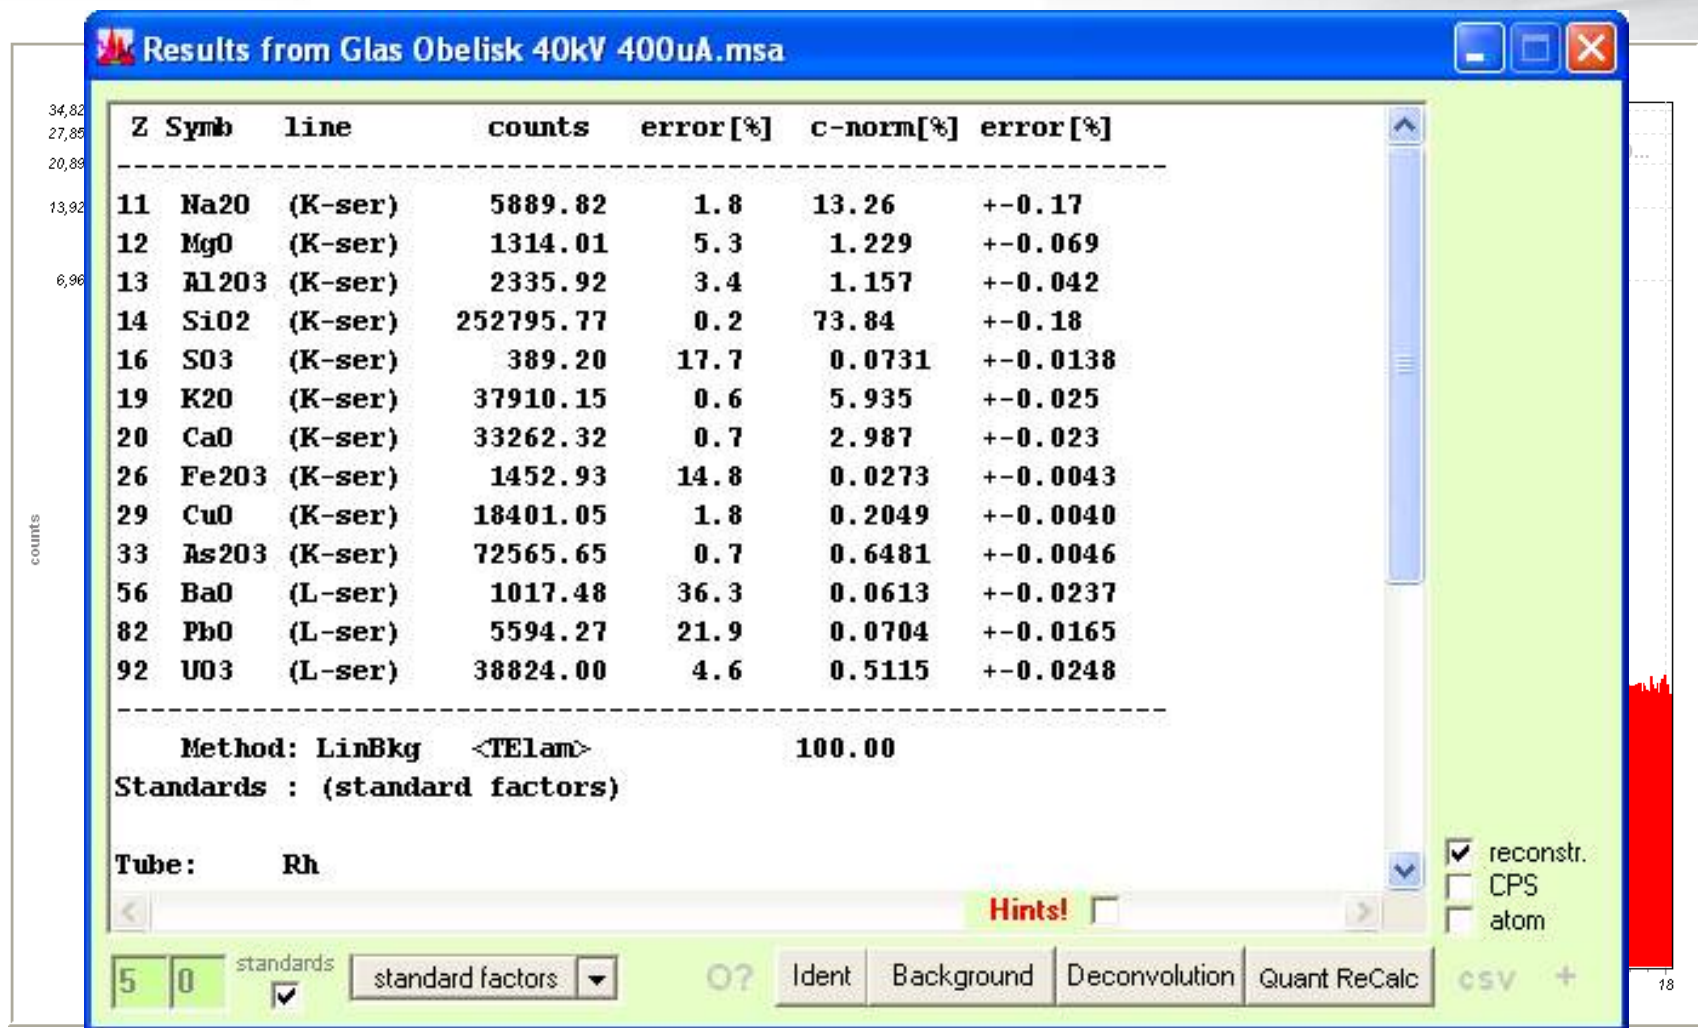 Results from Glas Obelisk 40kV 400uA.msa
34,82
27,85
20,89
13,92
6,96
counts
Z Symb line counts error[%] c-norm[%] error[%]
------------------------------------------------------------------
11 Na2O (K-ser) 5889.82 1.8 13.26 +-0.17
12 MgO (K-ser) 1314.01 5.3 1.229 +-0.069
13 Al2O3 (K-ser) 2335.92 3.4 1.157 +-0.042
14 SiO2 (K-ser) 252795.77 0.2 73.84 +-0.18
16 SO3 (K-ser) 389.20 17.7 0.0731 +-0.0138
19 K2O (K-ser) 37910.15 0.6 5.935 +-0.025
20 CaO (K-ser) 33262.32 0.7 2.987 +-0.023
26 Fe2O3 (K-ser) 1452.93 14.8 0.0273 +-0.0043
29 CuO (K-ser) 18401.05 1.8 0.2049 +-0.0040
33 As2O3 (K-ser) 72565.65 0.7 0.6481 +-0.0046
56 BaO (L-ser) 1017.48 36.3 0.0613 +-0.0237
82 PbO (L-ser) 5594.27 21.9 0.0704 +-0.0165
92 UO3 (L-ser) 38824.00 4.6 0.5115 +-0.0248
------------------------------------------------------------------
Method: LinBkg <TElam> 100.00
Standards : (standard factors)
Tube: Rh
Hints!
reconstr.
CPS
atom
5 0 standards standard factors O? Ident Background Deconvolution Quant ReCalc csv +
18